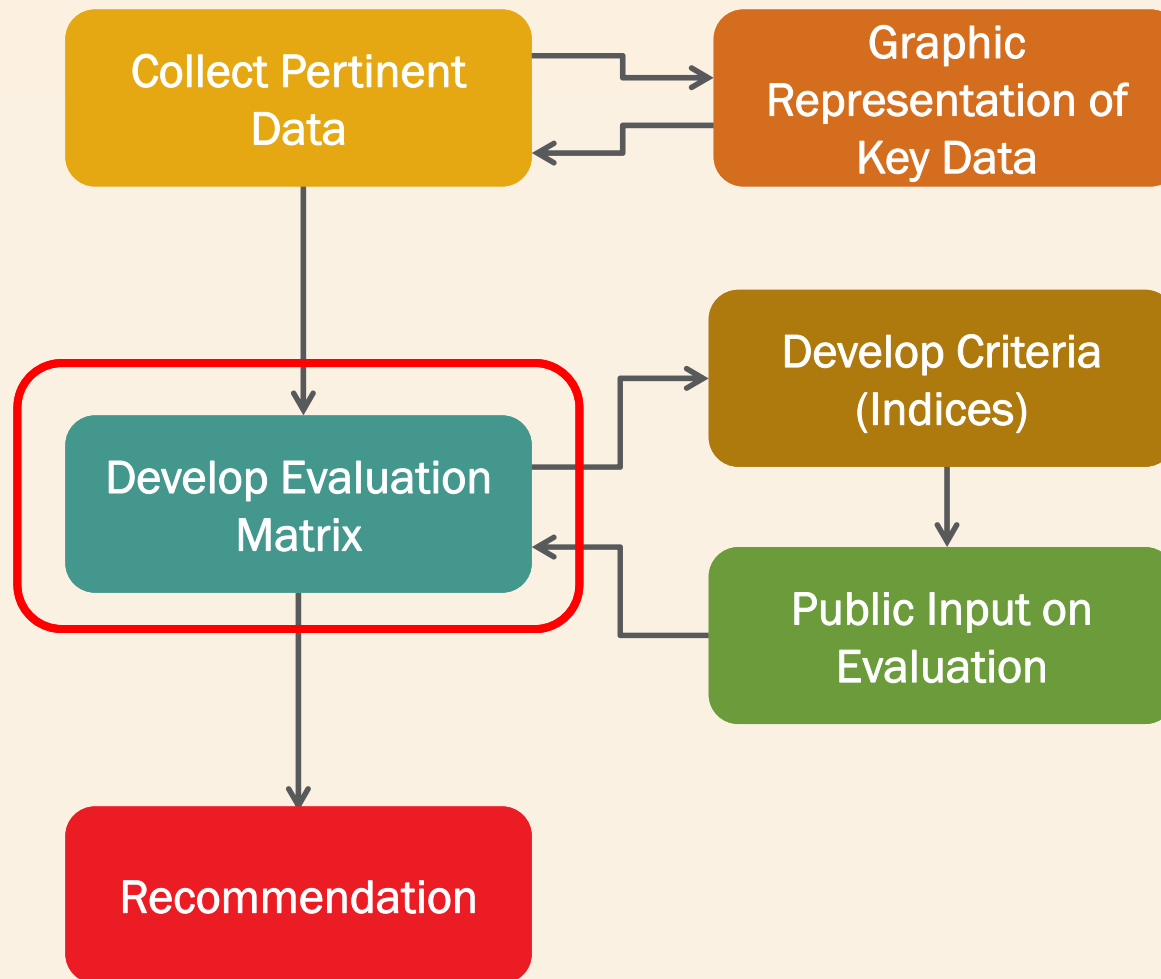 Collect Pertinent
Data
Graphic
Representation of
Key Data
Develop Criteria
(Indices)
Develop Evaluation
Matrix
Public Input on
Evaluation
Recommendation